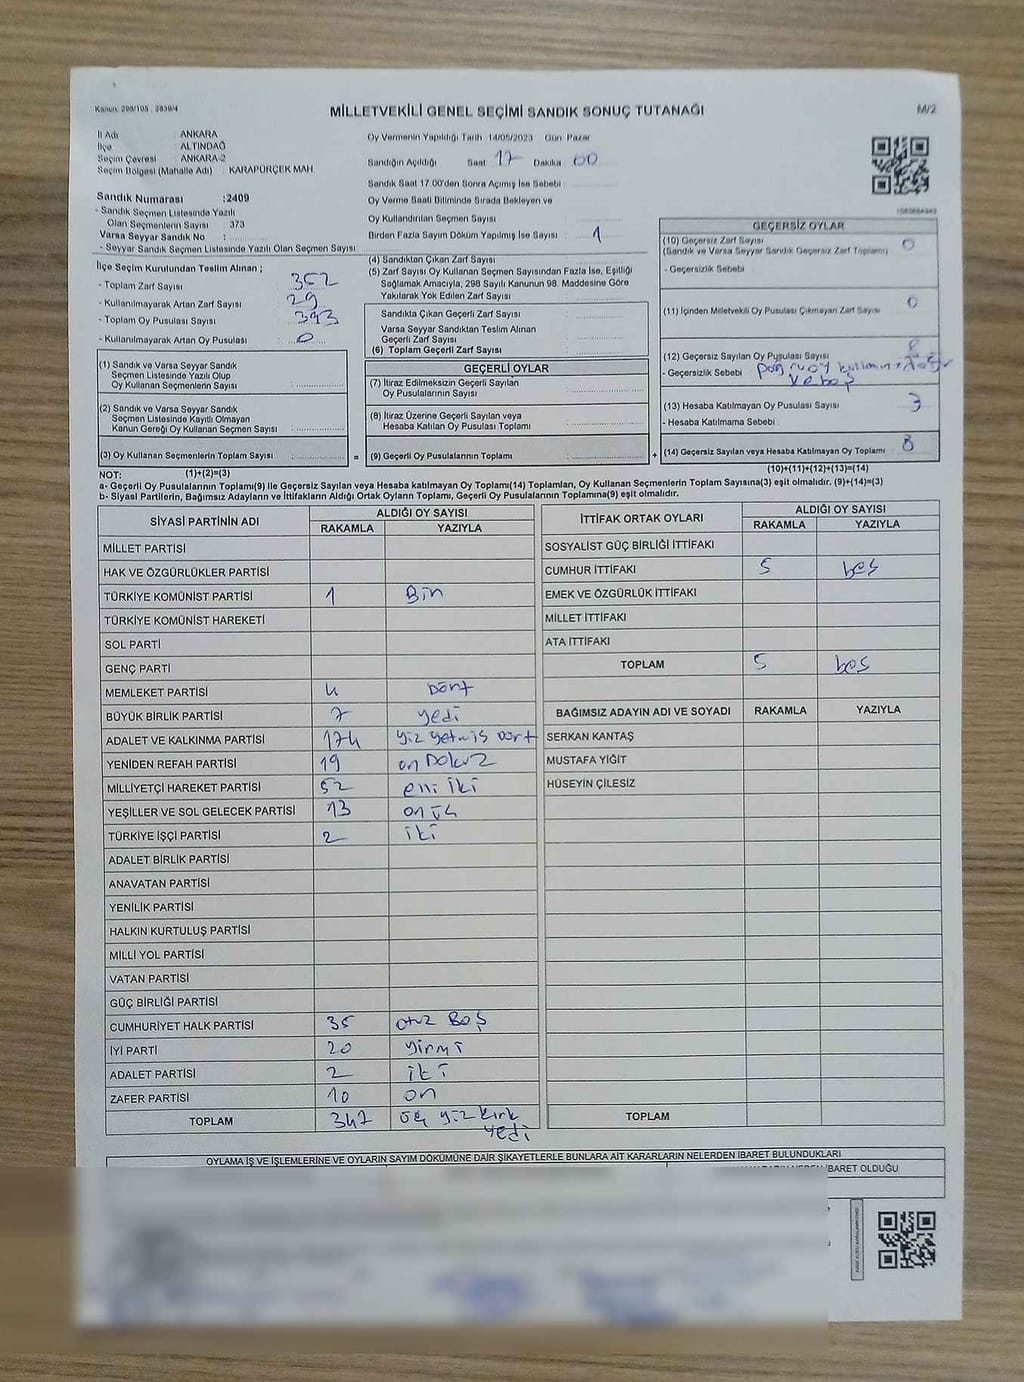 Kanun: 298/105 , 2839/4
MİLLETVEKİLİ GENEL SEÇİMİ SANDIK SONUÇ TUTANAĞI
M/2
İl Adı ANKARA
İlçe ALTINDAĞ
Seçim Çevresi ANKARA-2
Seçim Bölgesi (Mahalle Adı) KARAPÜRÇEK MAH
Oy Vermenin Yapıldığı Tarih 14/05/2023 Gün Pazar
Sandığın Açıldığı Saat 17 Dakika 00
Sandık Saat 17.00'den Sonra Açımış İse Sebebi
Oy Verme Saati Bitiminde Sırada Bekleyen ve
Oy Kullandırılan Seçmen Sayısı
Birden Fazla Sayım Döküm Yapılmış İse Sayısı : 1
Sandık Numarası :2409
- Sandık Seçmen Listesinde Yazılı
Olan Seçmenlerin Sayısı 373
Varsa Seyyar Sandık No :
- Seyyar Sandık Seçmen Listesinde Yazılı Olan Seçmen Sayısı
İlçe Seçim Kurulundan Teslim Alınan ;
- Toplam Zarf Sayısı : 352
- Kullanılmayarak Artan Zarf Sayısı : 29
- Toplam Oy Pusulası Sayısı : 393
- Kullanılmayarak Artan Oy Pusulası : 0
(1) Sandık ve Varsa Seyyar Sandık
Seçmen Listesinde Yazılı Olup
Oy Kullanan Seçmenlerin Sayısı :
(2) Sandık ve Varsa Seyyar Sandık
Seçmen Listesinde Kayıtlı Olmayan
Kanun Gereği Oy Kullanan Seçmen Sayısı :
(3) Oy Kullanan Seçmenlerin Toplam Sayısı : =
(4) Sandıktan Çıkan Zarf Sayısı
(5) Zarf Sayısı Oy Kullanan Seçmen Sayısından Fazla İse, Eşitliği
Sağlamak Amacıyla, 298 Sayılı Kanunun 98. Maddesine Göre
Yakılarak Yok Edilen Zarf Sayısı
Sandıkta Çıkan Geçerli Zarf Sayısı :
Varsa Seyyar Sandıktan Teslim Alınan
Geçerli Zarf Sayısı
(6) Toplam Geçerli Zarf Sayısı :
GEÇERLİ OYLAR
(7) İtiraz Edilmeksizin Geçerli Sayılan
Oy Pusulalarının Sayısı :
(8) İtiraz Üzerine Geçerli Sayılan veya
Hesaba Katılan Oy Pusulası Toplamı :
(9) Geçerli Oy Pusulalarının Toplamı : +
GEÇERSİZ OYLAR
(10) Geçersiz Zarf Sayısı 0
(Sandık ve Varsa Seyyar Sandık Geçersiz Zarf Toplamı)
- Geçersizlik Sebebi
(11) İçinden Milletvekili Oy Pusulası Çıkmayan Zarf Sayısı 0
(12) Geçersiz Sayılan Oy Pusulası Sayısı 8
- Geçersizlik Sebebi
(13) Hesaba Katılmayan Oy Pusulası Sayısı 3
- Hesaba Katılmama Sebebi
(14) Geçersiz Sayılan veya Hesaba Katılmayan Oy Toplamı : 8
(10)+(11)+(12)+(13)=(14)
NOT: (1)+(2)=(3)
a- Geçerli Oy Pusulalarının Toplamı(9) ile Geçersiz Sayılan veya Hesaba katılmayan Oy Toplamı(14) Toplamları, Oy Kullanan Seçmenlerin Toplam Sayısına(3) eşit olmalıdır. (9)+(14)=(3)
b- Siyasi Partilerin, Bağımsız Adayların ve İttifakların Aldığı Ortak Oyların Toplamı, Geçerli Oy Pusulalarının Toplamına(9) eşit olmalıdır.
SİYASİ PARTİNİN ADI ALDIĞI OY SAYISI
RAKAMLA YAZIYLA
MİLLET PARTİSİ
HAK VE ÖZGÜRLÜKLER PARTİSİ
TÜRKİYE KOMÜNİST PARTİSİ 1 Bir
TÜRKİYE KOMÜNİST HAREKETİ
SOL PARTİ
GENÇ PARTİ
MEMLEKET PARTİSİ 4 Dört
BÜYÜK BİRLİK PARTİSİ 7 yedi
ADALET VE KALKINMA PARTİSİ 174 yüz yetmiş Dört
YENİDEN REFAH PARTİSİ 19 on Dokuz
MİLLİYETÇİ HAREKET PARTİSİ 52 elli iki
YEŞİLLER VE SOL GELECEK PARTİSİ 13 on üç
TÜRKİYE İŞÇİ PARTİSİ 2 iki
ADALET BİRLİK PARTİSİ
ANAVATAN PARTİSİ
YENİLİK PARTİSİ
HALKIN KURTULUŞ PARTİSİ
MİLLİ YOL PARTİSİ
VATAN PARTİSİ
GÜÇ BİRLİĞİ PARTİSİ
CUMHURİYET HALK PARTİSİ 35 otuz Beş
İYİ PARTİ 20 yirmi
ADALET PARTİSİ 2 iki
ZAFER PARTİSİ 10 on
TOPLAM 347 üç yüz kırk
yedi
İTTİFAK ORTAK OYLARI ALDIĞI OY SAYISI
RAKAMLA YAZIYLA
SOSYALİST GÜÇ BİRLİĞİ İTTİFAKI
CUMHUR İTTİFAKI 5 beş
EMEK VE ÖZGÜRLÜK İTTİFAKI
MİLLET İTTİFAKI
ATA İTTİFAKI
TOPLAM 5 beş
BAĞIMSIZ ADAYIN ADI VE SOYADI RAKAMLA YAZIYLA
SERKAN KANTAŞ
MUSTAFA YİĞİT
HÜSEYİN ÇİLESİZ
TOPLAM
OYLAMA İŞ VE İŞLEMLERİNE VE OYLARIN SAYIM DÖKÜMÜNE DAİR ŞİKAYETLERLE BUNLARA AİT KARARLARIN NELERDEN İBARET BULUNDUKLARI
İBARET OLDUĞU